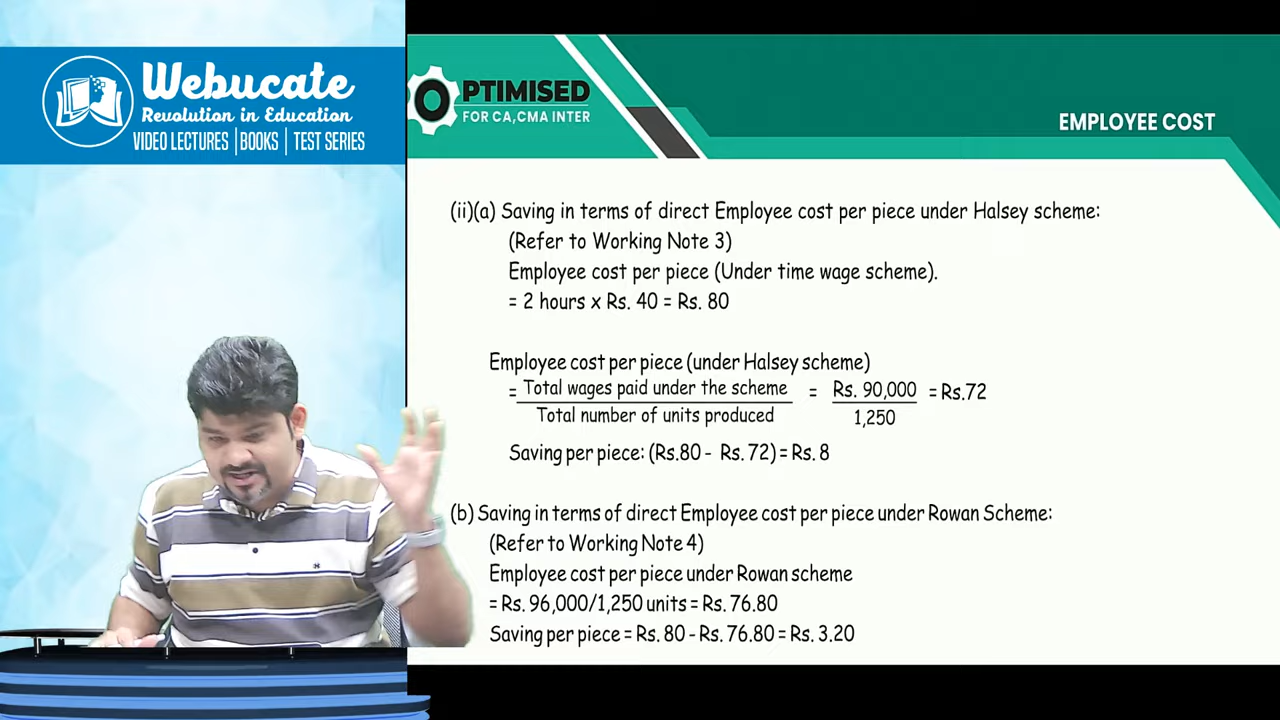 Webucate
Revolution in Education
VIDEO LECTURES | BOOKS | TEST SERIES
OPTIMISED
FOR CA,CMA INTER
EMPLOYEE COST
(ii)(a) Saving in terms of direct Employee cost per piece under Halsey scheme:
(Refer to Working Note 3)
Employee cost per piece (Under time wage scheme).
= 2 hours x Rs. 40 = Rs. 80
Employee cost per piece (under Halsey scheme)
= Total wages paid under the scheme = Rs. 90,000 = Rs.72
Total number of units produced 1,250
Saving per piece: (Rs.80 - Rs. 72) = Rs. 8
(b) Saving in terms of direct Employee cost per piece under Rowan Scheme:
(Refer to Working Note 4)
Employee cost per piece under Rowan scheme
= Rs. 96,000/1,250 units = Rs. 76.80
Saving per piece = Rs. 80 - Rs. 76.80 = Rs. 3.20